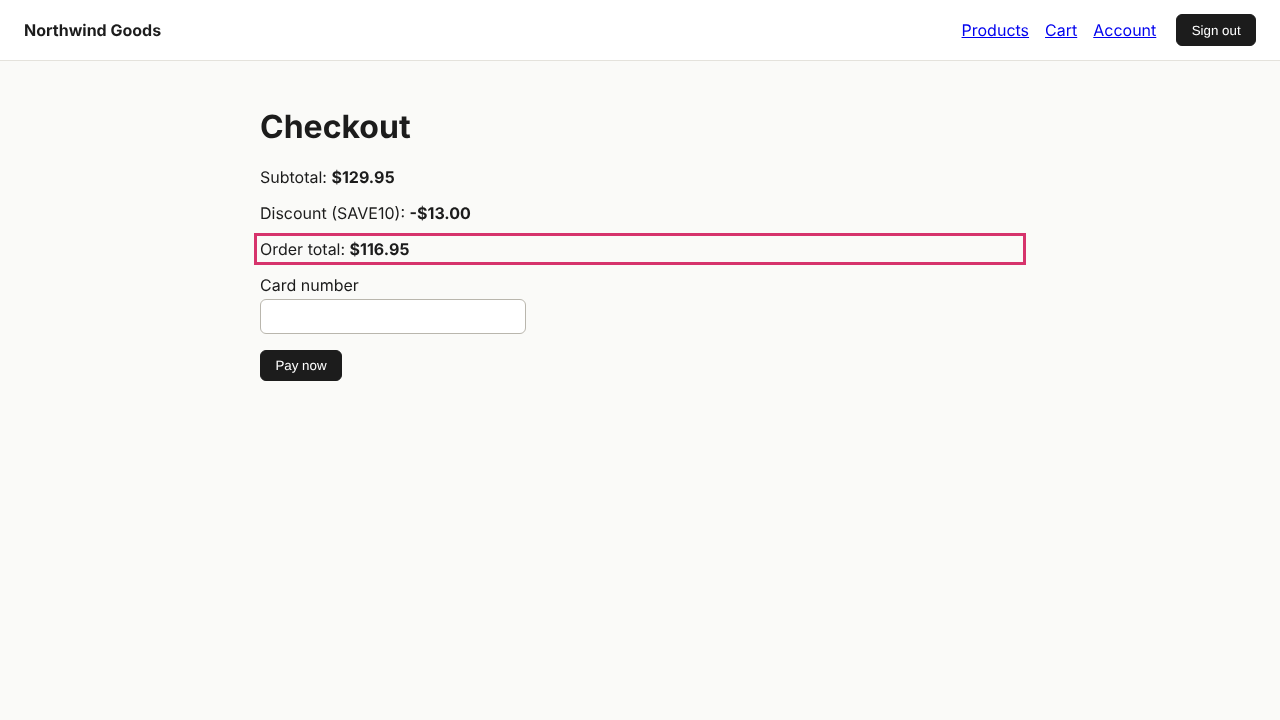 Northwind Goods
Products Cart Account Sign out
Checkout
Subtotal: $129.95
Discount (SAVE10): -$13.00
Order total: $116.95
Card number
Pay now